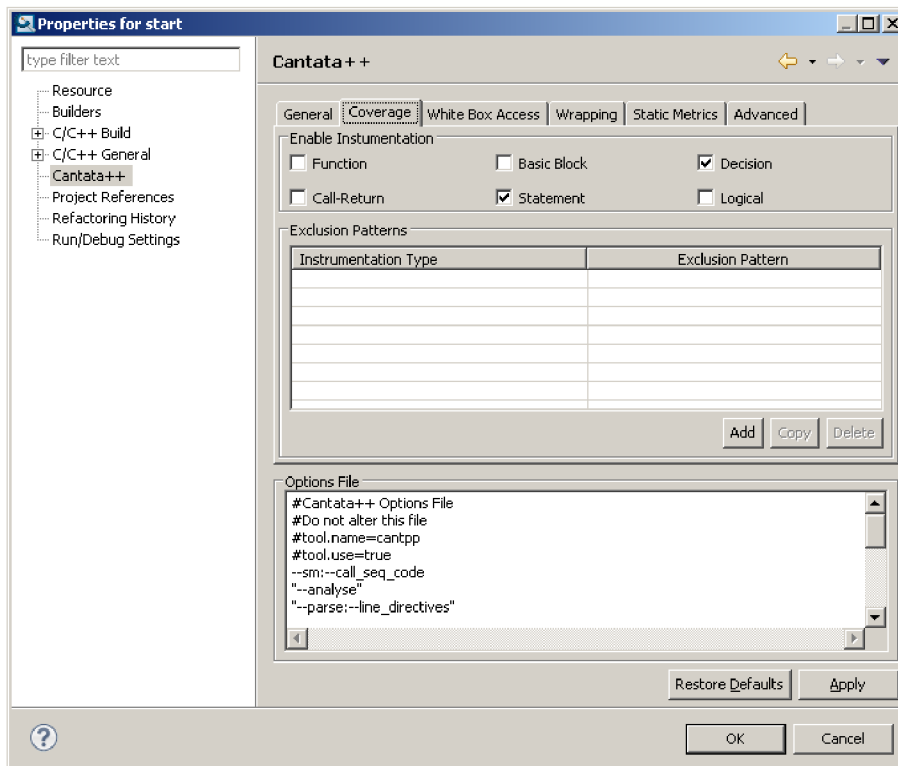 Properties for start
type filter text
Resource
Builders
C/C++ Build
C/C++ General
Cantata++
Project References
Refactoring History
Run/Debug Settings
Cantata++
General Coverage White Box Access Wrapping Static Metrics Advanced
Enable Instumentation
Function Basic Block Decision
Call-Return Statement Logical
Exclusion Patterns
Instrumentation Type Exclusion Pattern
Add Copy Delete
Options File
#Cantata++ Options File
#Do not alter this file
#tool.name=cantpp
#tool.use=true
--sm:--call_seq_code
"--analyse"
"--parse:--line_directives"
Restore Defaults Apply
? OK Cancel